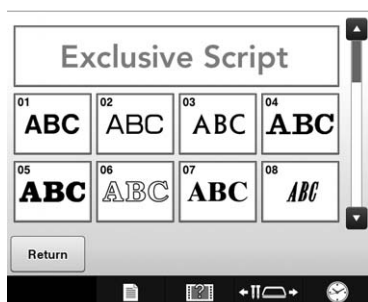 Exclusive Script
01 02 03 04
ABC ABC ABC ABC
05 06 07 08
ABC ABC ABC ABC
Return
?